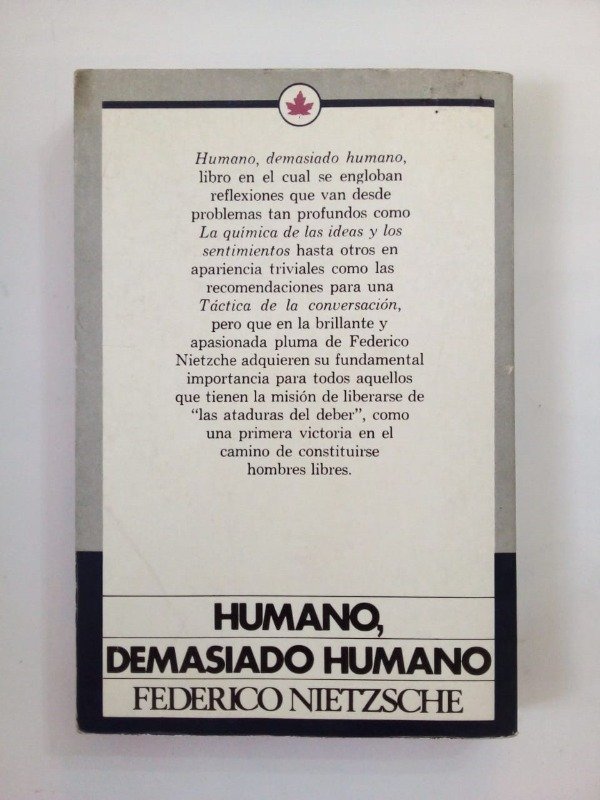 Humano, demasiado humano,
libro en el cual se engloban
reflexiones que van desde
problemas tan profundos como
La química de las ideas y los
sentimientos hasta otros en
apariencia triviales como las
recomendaciones para una
Táctica de la conversación,
pero que en la brillante y
apasionada pluma de Federico
Nietzche adquieren su fundamental
importancia para todos aquellos
que tienen la misión de liberarse de
“las ataduras del deber”, como
una primera victoria en el
camino de constituirse
hombres libres.
HUMANO,
DEMASIADO HUMANO
FEDERICO NIETZSCHE